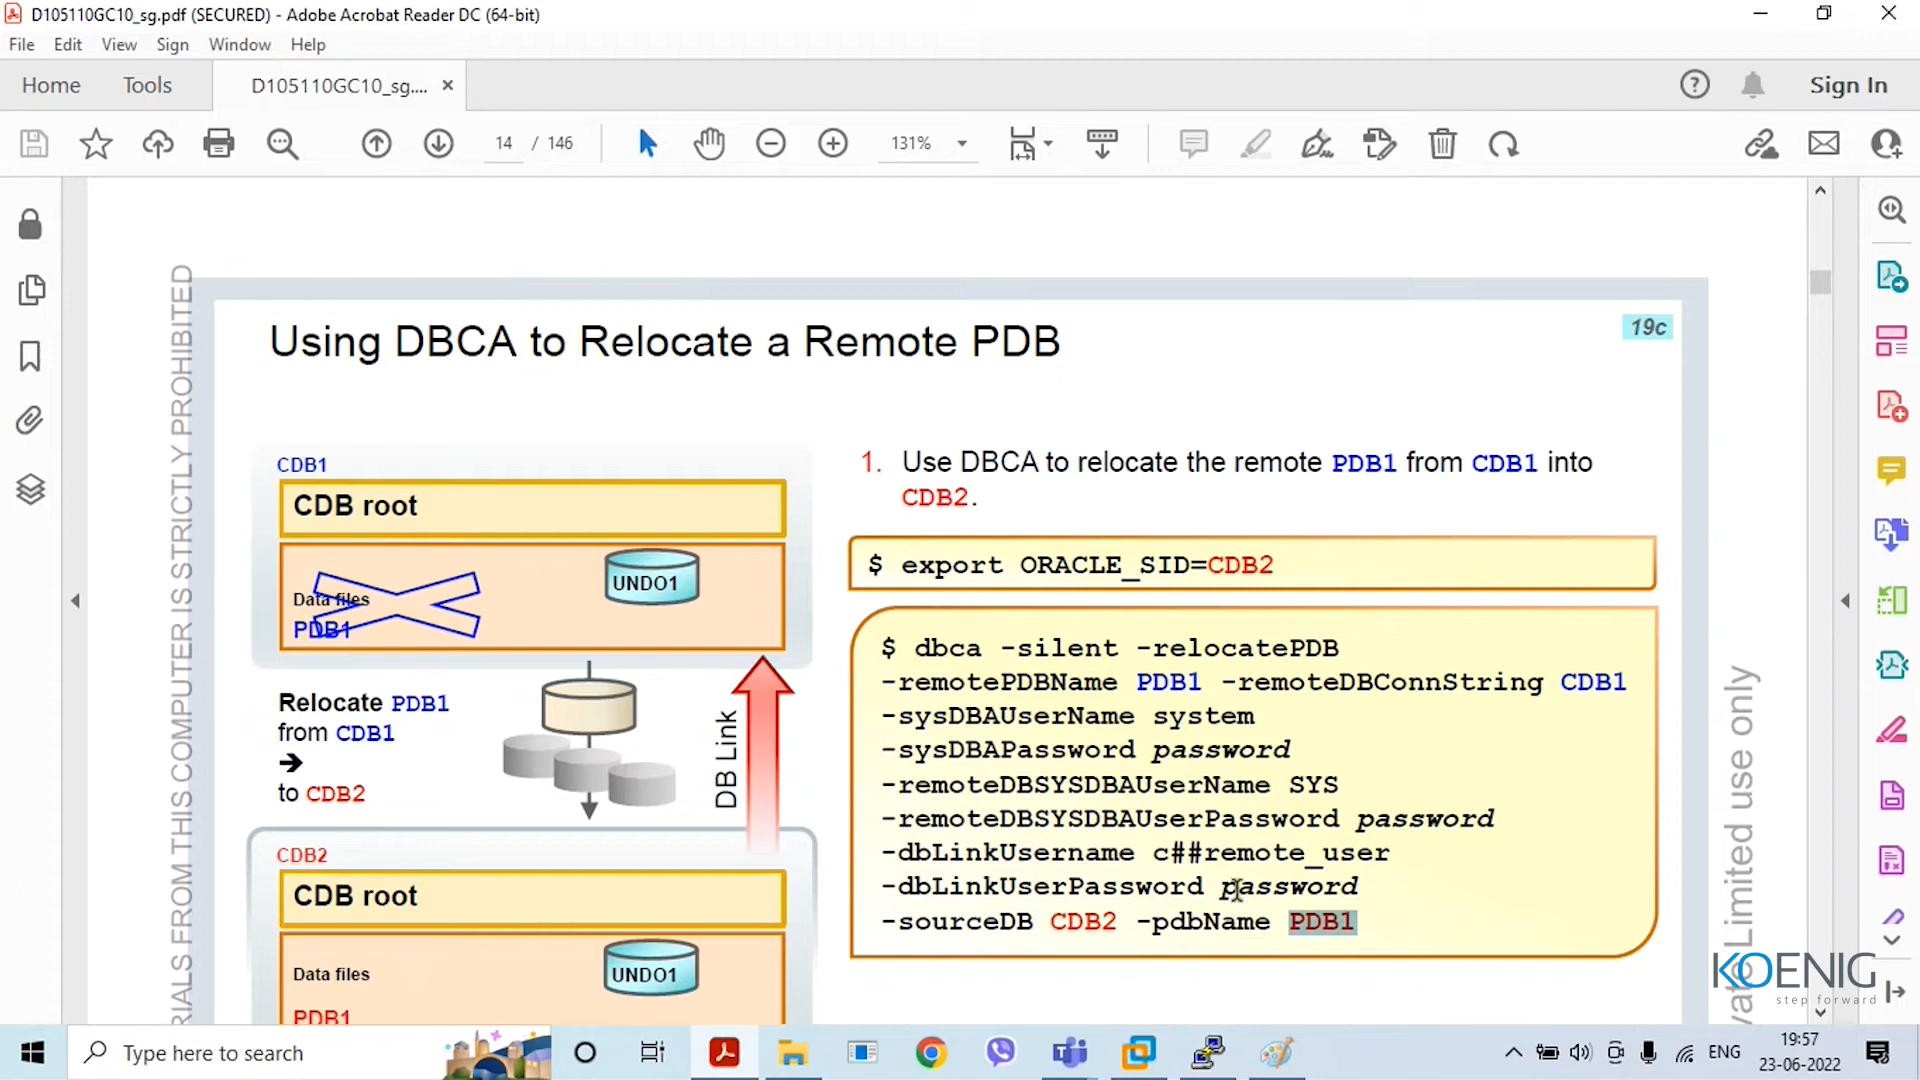 D105110GC10_sg.pdf (SECURED) - Adobe Acrobat Reader DC (64-bit)
File Edit View Sign Window Help
Home Tools D105110GC10_sg.... × Sign In
14 / 146 131%
RIALS FROM THIS COMPUTER IS STRICTLY PROHIBITED
Using DBCA to Relocate a Remote PDB
19c
CDB1
CDB root
Data files
PDB1
UNDO1
Relocate PDB1
from CDB1
→
to CDB2
DB Link
CDB2
CDB root
Data files
UNDO1
PDB1
1. Use DBCA to relocate the remote PDB1 from CDB1 into
CDB2.
$ export ORACLE_SID=CDB2
$ dbca -silent -relocatePDB
-remotePDBName PDB1 -remoteDBConnString CDB1
-sysDBAUserName system
-sysDBAPassword password
-remoteDBSYSDBAUserName SYS
-remoteDBSYSDBAUserPassword password
-dbLinkUsername c##remote_user
-dbLinkUserPassword password
-sourceDB CDB2 -pdbName PDB1
Limited use only
KOENIG
step forward
Type here to search
ENG
19:57
23-06-2022